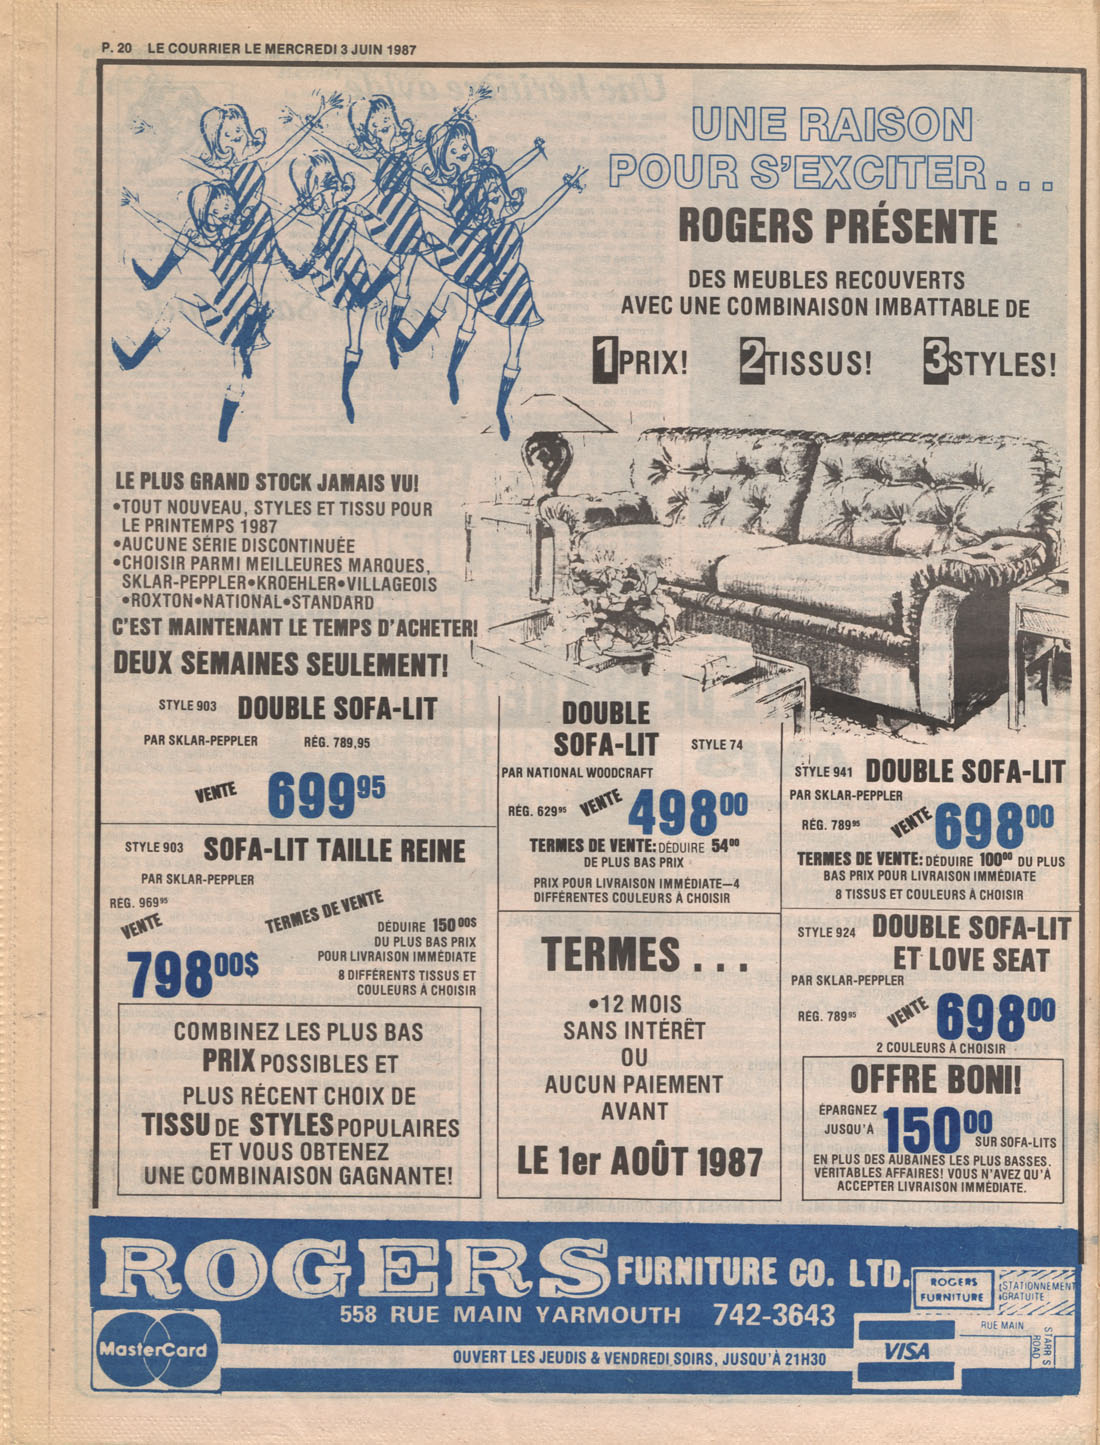 P. 20 LE COURRIER LE MERCREDI 3 JUIN 1987
UNE RAISON
POUR S'EXCITER...
ROGERS PRÉSENTE
DES MEUBLES RECOUVERTS
AVEC UNE COMBINAISON IMBATTABLE DE
1 PRIX! 2 TISSUS! 3 STYLES!
LE PLUS GRAND STOCK JAMAIS VU!
•TOUT NOUVEAU, STYLES ET TISSU POUR
LE PRINTEMPS 1987
•AUCUNE SÉRIE DISCONTINUÉE
•CHOISIR PARMI MEILLEURES MARQUES,
SKLAR-PEPPLER•KROEHLER•VILLAGEOIS
•ROXTON•NATIONAL•STANDARD
C'EST MAINTENANT LE TEMPS D'ACHETER!
DEUX SEMAINES SEULEMENT!
STYLE 903 DOUBLE SOFA-LIT
PAR SKLAR-PEPPLER RÉG. 789,95
VENTE 699 95
STYLE 903 SOFA-LIT TAILLE REINE
PAR SKLAR-PEPPLER
RÉG. 969 95
VENTE
798 00$
TERMES DE VENTE
DÉDUIRE 150 00$
DU PLUS BAS PRIX
POUR LIVRAISON IMMÉDIATE
8 DIFFÉRENTS TISSUS ET
COULEURS À CHOISIR
COMBINEZ LES PLUS BAS
PRIX POSSIBLES ET
PLUS RÉCENT CHOIX DE
TISSU DE STYLES POPULAIRES
ET VOUS OBTENEZ
UNE COMBINAISON GAGNANTE!
DOUBLE
SOFA-LIT STYLE 74
PAR NATIONAL WOODCRAFT
RÉG. 629 95 VENTE 498 00
TERMES DE VENTE: DÉDUIRE 54 00
DE PLUS BAS PRIX
PRIX POUR LIVRAISON IMMÉDIATE—4
DIFFÉRENTES COULEURS À CHOISIR
TERMES...
•12 MOIS
SANS INTÉRÊT
OU
AUCUN PAIEMENT
AVANT
LE 1er AOÛT 1987
STYLE 941 DOUBLE SOFA-LIT
PAR SKLAR-PEPPLER
RÉG. 789 95 VENTE 698 00
TERMES DE VENTE: DÉDUIRE 100 00 DU PLUS
BAS PRIX POUR LIVRAISON IMMÉDIATE
8 TISSUS ET COULEURS À CHOISIR
STYLE 924 DOUBLE SOFA-LIT
ET LOVE SEAT
PAR SKLAR-PEPPLER
RÉG. 789 95 VENTE 698 00
2 COULEURS À CHOISIR
OFFRE BONI!
ÉPARGNEZ
JUSQU'À 150 00
SUR SOFA-LITS
EN PLUS DES AUBAINES LES PLUS BASSES.
VÉRITABLES AFFAIRES! VOUS N'AVEZ QU'À
ACCEPTER LIVRAISON IMMÉDIATE.
ROGERS FURNITURE CO. LTD.
558 RUE MAIN YARMOUTH 742-3643
OUVERT LES JEUDIS & VENDREDI SOIRS, JUSQU'À 21H30
MasterCard
VISA
ROGERS
FURNITURE
STATIONNEMENT
GRATUITE
RUE MAIN
STARR S
ROAD